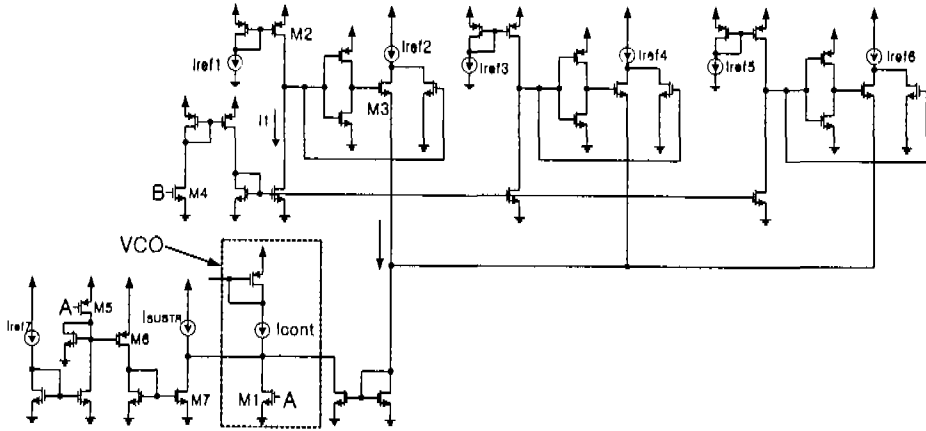 M2
Iref1
Iref2
M3
Iref3
Iref4
Iref5
Iref6
I1
B
M4
VCO
A
M5
Iref7
M6
ISUBTR
Icont
M7
M1
A